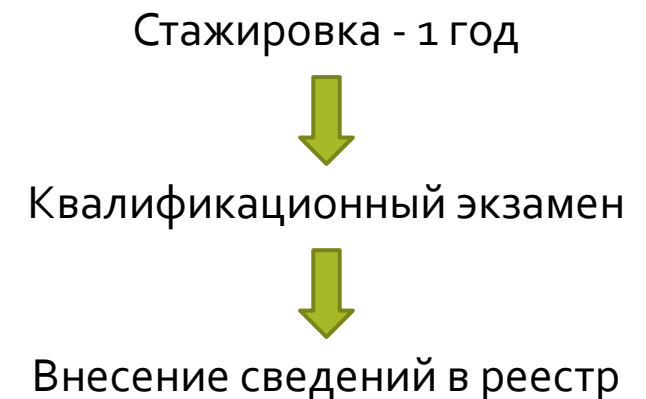 Стажировка - 1 год
Квалификационный экзамен
Внесение сведений в реестр